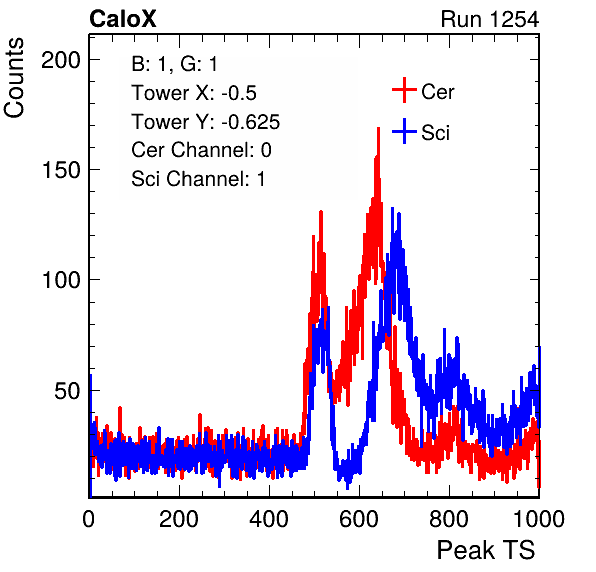 CaloX Run 1254
Counts
200
150
100
50
B: 1, G: 1
Tower X: -0.5
Tower Y: -0.625
Cer Channel: 0
Sci Channel: 1
Cer
Sci
0 200 400 600 800 1000
Peak TS